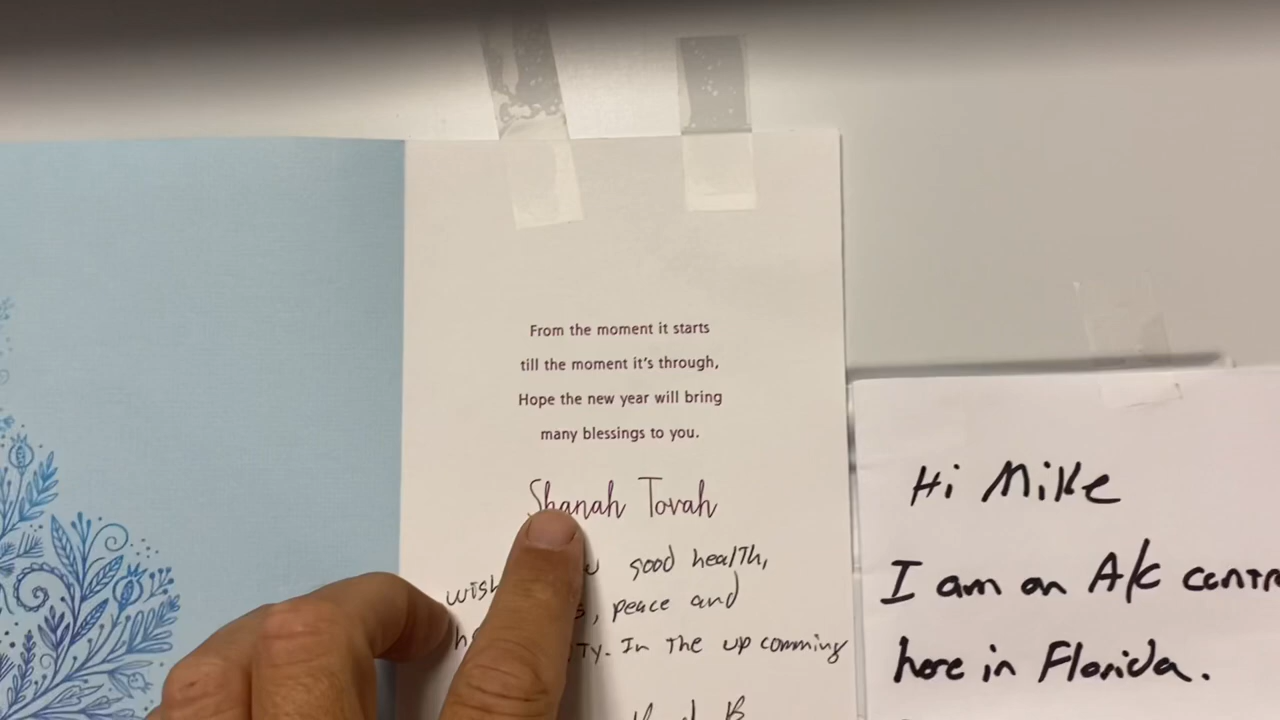 From the moment it starts
till the moment it's through,
Hope the new year will bring
many blessings to you.
Shanah Tovah
good health,
peace and
In The up comming
Hi Mike
I am an A/C
here in Florida.